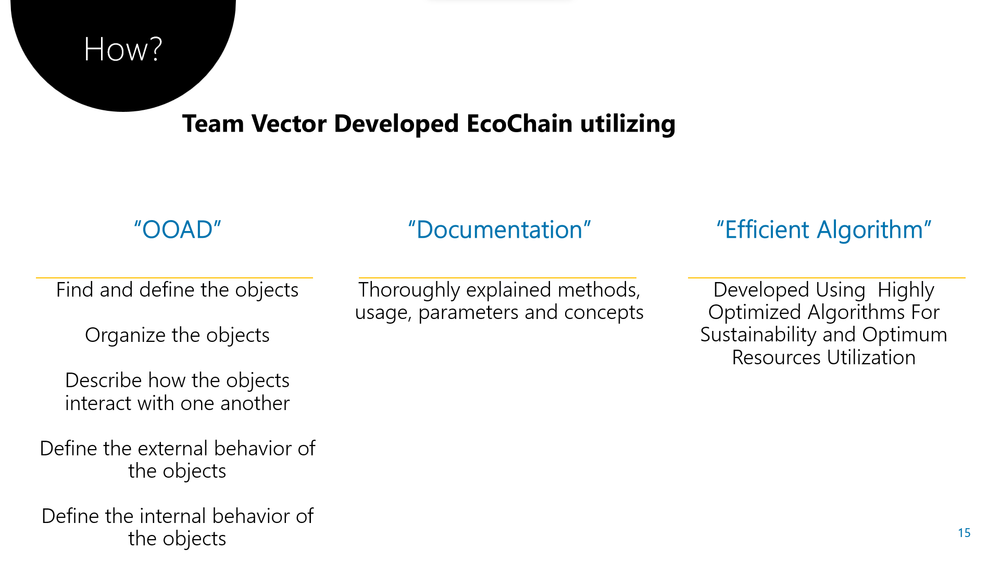 How?
Team Vector Developed EcoChain utilizing
“OOAD”
Find and define the objects
Organize the objects
Describe how the objects
interact with one another
Define the external behavior of
the objects
Define the internal behavior of
the objects
“Documentation”
Thoroughly explained methods,
usage, parameters and concepts
“Efficient Algorithm”
Developed Using  Highly
Optimized Algorithms For
Sustainability and Optimum
Resources Utilization
15